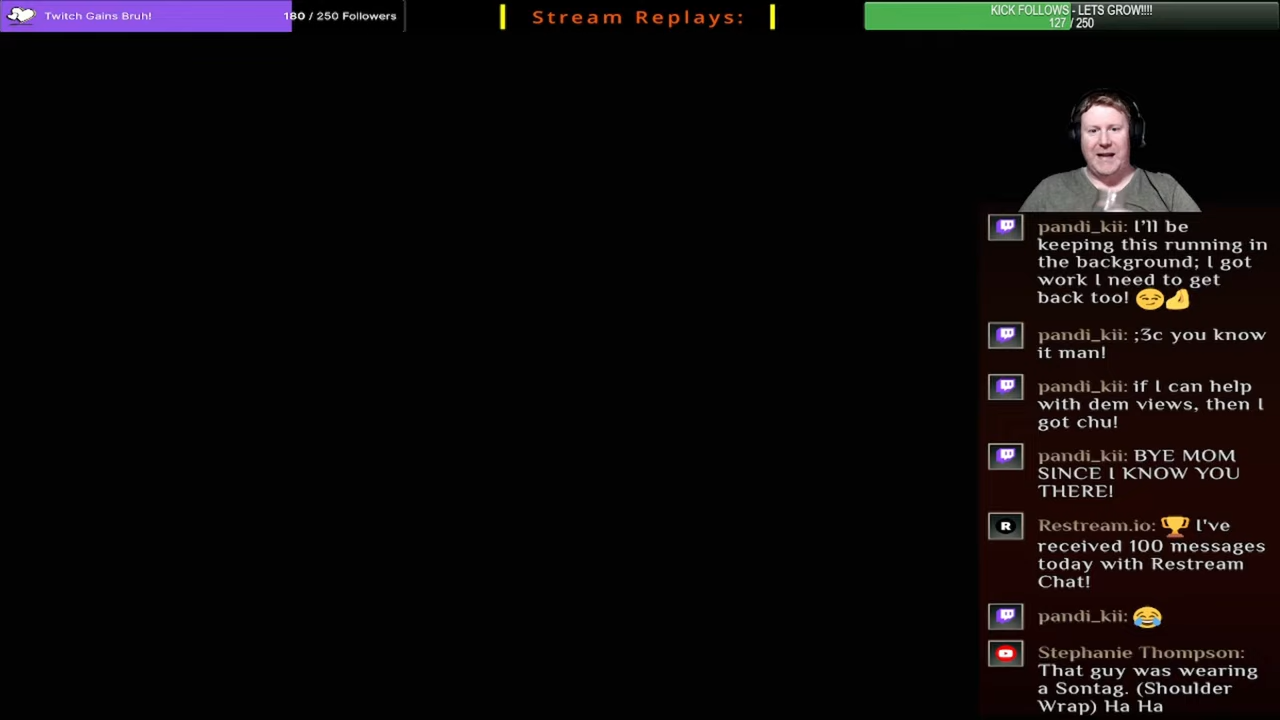 Twitch Gains Bruh!
180 / 250 Followers
Stream Replays:
KICK FOLLOWS - LETS GROW!!!!
127 / 250
pandi_kii: I'll be
keeping this running in
the background; I got
work I need to get
back too! 😏🤌
pandi_kii: ;3c you know
it man!
pandi_kii: if I can help
with dem views, then I
got chu!
pandi_kii: BYE MOM
SINCE I KNOW YOU
THERE!
R
Restream.io: 🏆 I've
received 100 messages
today with Restream
Chat!
pandi_kii: 😂
Stephanie Thompson:
That guy was wearing
a Sontag. (Shoulder
Wrap) Ha Ha